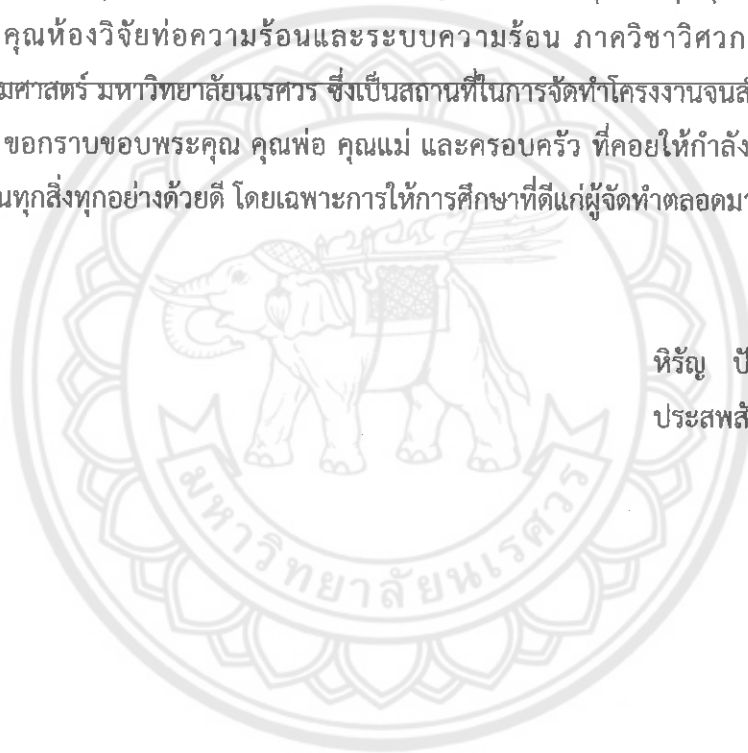 คุณห้องวิจัยท่อความร้อนและระบบความร้อน ภาควิชาวิศวก
มศาสตร์ มหาวิทยาลัยนเรศวร ซึ่งเป็นสถานที่ในการจัดทำโครงงานจนสำ
ขอกราบขอบพระคุณ คุณพ่อ คุณแม่ และครอบครัว ที่คอยให้กำลัง
นทุกสิ่งทุกอย่างด้วยดี โดยเฉพาะการให้การศึกษาที่ดีแก่ผู้จัดทำตลอดมา
หิรัญ ปั
ประสพสั
มหาวิทยาลัยนเรศวร